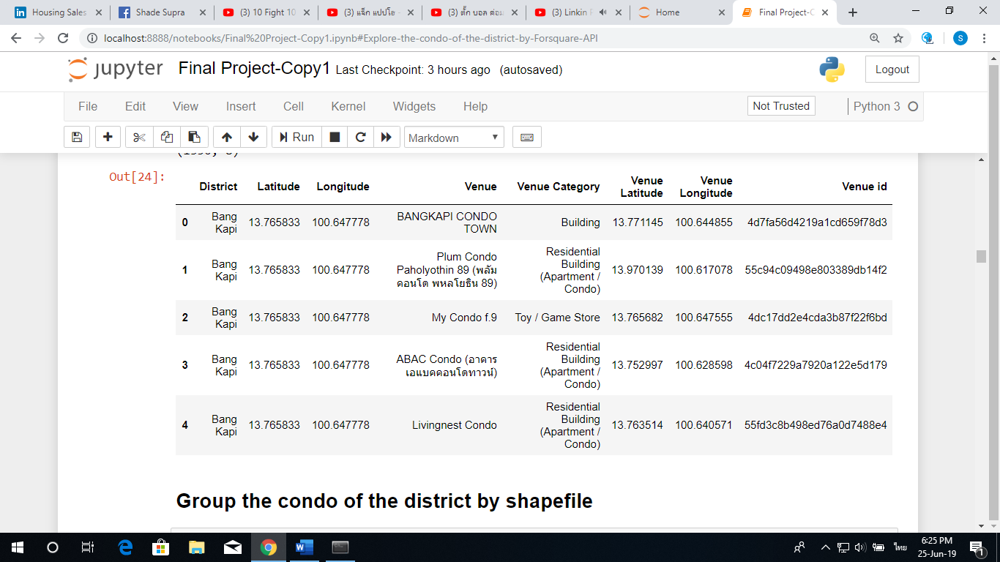 Housing Sales
Shade Supra
(3) 10 Fight 10
(3) แจ็ก แปปโฮ -
(3) ตั๊ก บอล ต่อม
(3) Linkin
Home
Final Project-C
localhost:8888/notebooks/Final%20Project-Copy1.ipynb#Explore-the-condo-of-the-district-by-Forsquare-API
S
jupyter Final Project-Copy1 Last Checkpoint: 3 hours ago (autosaved)
Logout
File Edit View Insert Cell Kernel Widgets Help
Not Trusted
Python 3
Run
Markdown
Out[24]:
District Latitude Longitude Venue Venue Category Venue Latitude Venue Longitude Venue id
0 Bang Kapi 13.765833 100.647778 BANGKAPI CONDO TOWN Building 13.771145 100.644855 4d7fa56d4219a1cd659f78d3
1 Bang Kapi 13.765833 100.647778 Plum Condo Paholyothin 89 (พลัม คอนโด พหลโยธิน 89) Residential Building (Apartment / Condo) 13.970139 100.617078 55c94c09498e803389db14f2
2 Bang Kapi 13.765833 100.647778 My Condo f.9 Toy / Game Store 13.765682 100.647555 4dc17dd2e4cda3b87f22f6bd
3 Bang Kapi 13.765833 100.647778 ABAC Condo (อาคาร เอแบคคอนโดทาวน์) Residential Building (Apartment / Condo) 13.752997 100.628598 4c04f7229a7920a122e5d179
4 Bang Kapi 13.765833 100.647778 Livingnest Condo Residential Building (Apartment / Condo) 13.763514 100.640571 55fd3c8b498ed76a0d7488e4
Group the condo of the district by shapefile
ไทย
6:25 PM
25-Jun-19
1